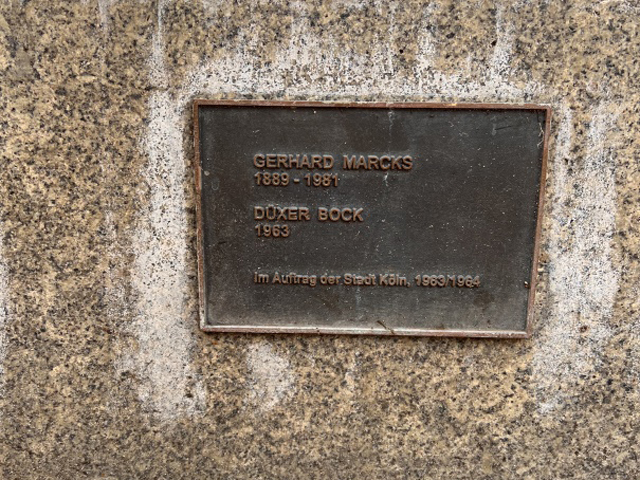 GERHARD MARCKS
1889 - 1981
DÜXER BOCK
1963
Im Auftrag der Stadt Köln, 1963/1964